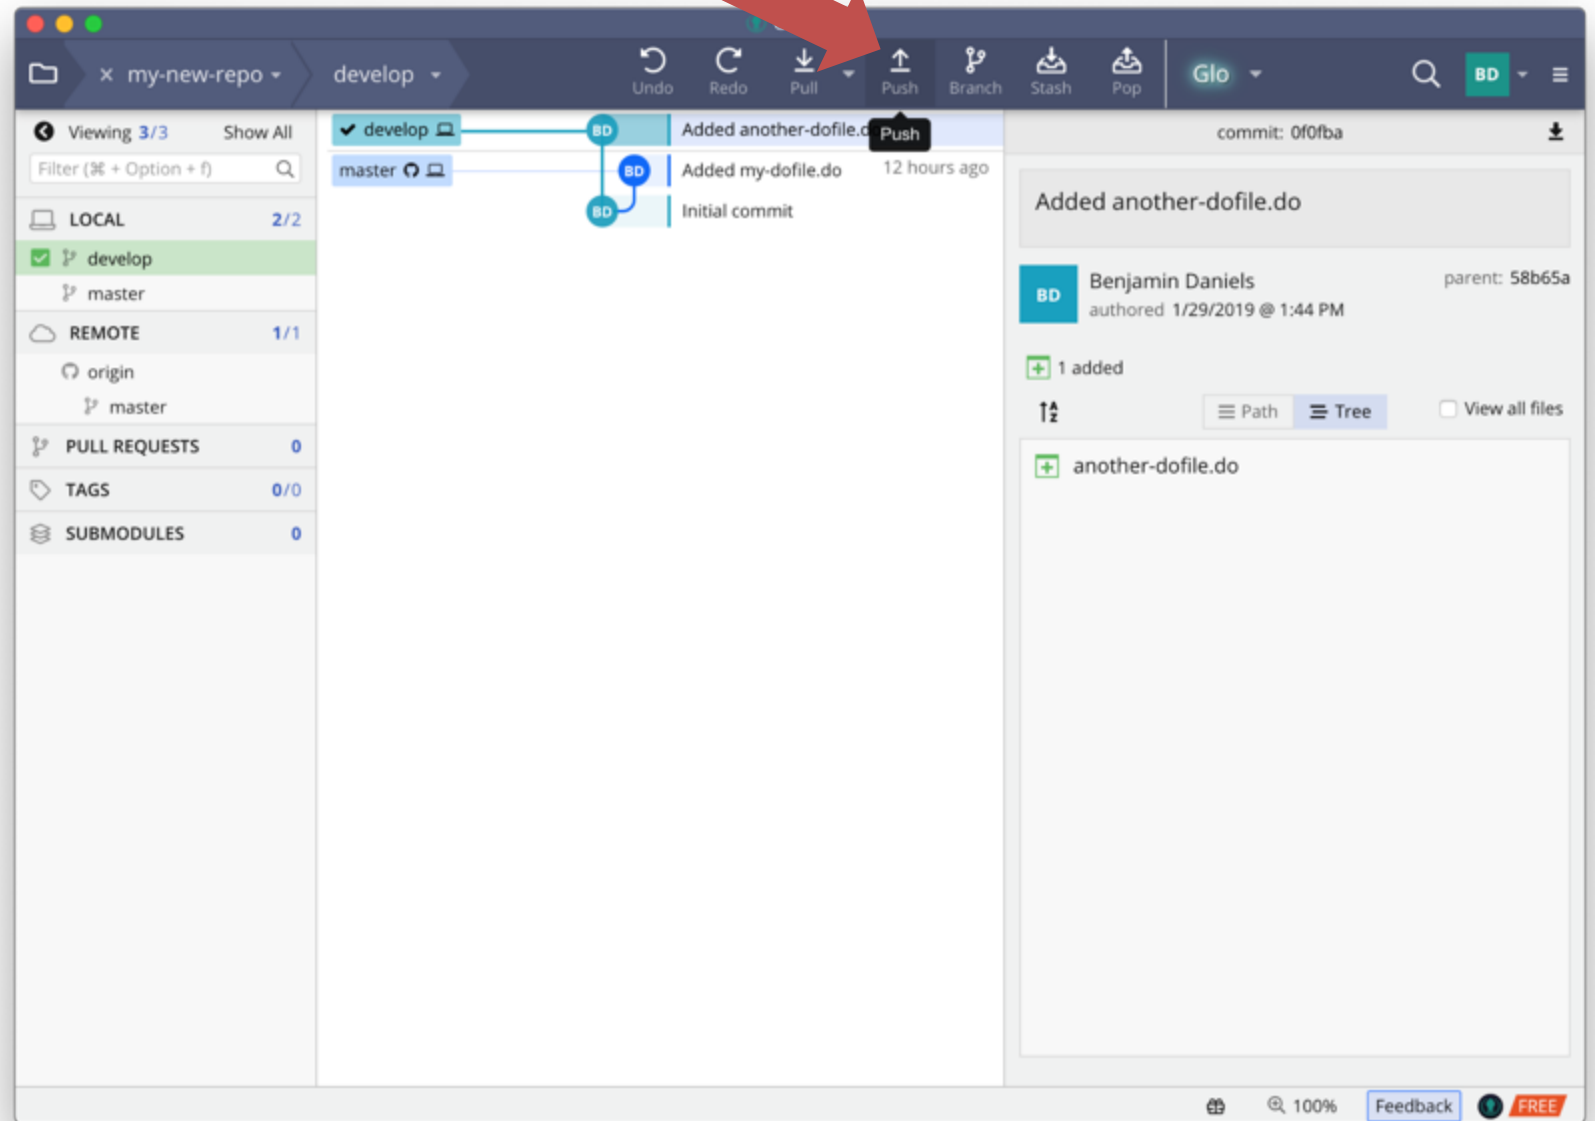 my-new-repo
develop
Undo
Redo
Pull
Push
Branch
Stash
Pop
Glo
BD
Push
Viewing 3/3 Show All
Filter (⌘ + Option + f)
LOCAL 2/2
develop
master
REMOTE 1/1
origin
master
PULL REQUESTS 0
TAGS 0/0
SUBMODULES 0
develop BD Added another-dofile.d
master BD Added my-dofile.do 12 hours ago
BD Initial commit
commit: 0f0fba
Added another-dofile.do
BD
Benjamin Daniels parent: 58b65a
authored 1/29/2019 @ 1:44 PM
1 added
A
Z
Path Tree View all files
another-dofile.do
100% Feedback FREE